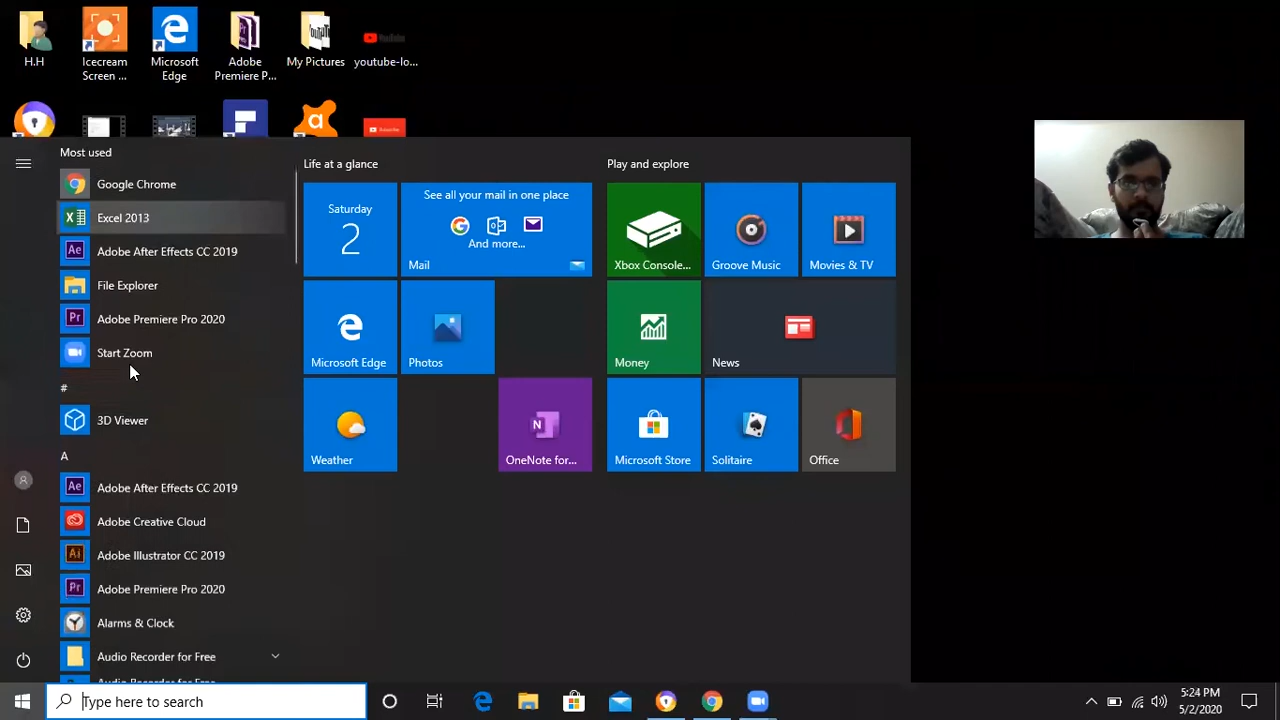 H.H
Icecream
Screen ...
Microsoft
Edge
Adobe
Premiere P...
My Pictures
youtube-lo...
Most used
Google Chrome
Excel 2013
Adobe After Effects CC 2019
File Explorer
Adobe Premiere Pro 2020
Start Zoom
#
3D Viewer
A
Adobe After Effects CC 2019
Adobe Creative Cloud
Adobe Illustrator CC 2019
Adobe Premiere Pro 2020
Alarms & Clock
Audio Recorder for Free
Life at a glance
Saturday
2
See all your mail in one place
And more...
Mail
Microsoft Edge
Photos
Weather
OneNote for...
Play and explore
Xbox Console...
Groove Music
Movies & TV
Money
News
Microsoft Store
Solitaire
Office
Type here to search
5:24 PM
5/2/2020